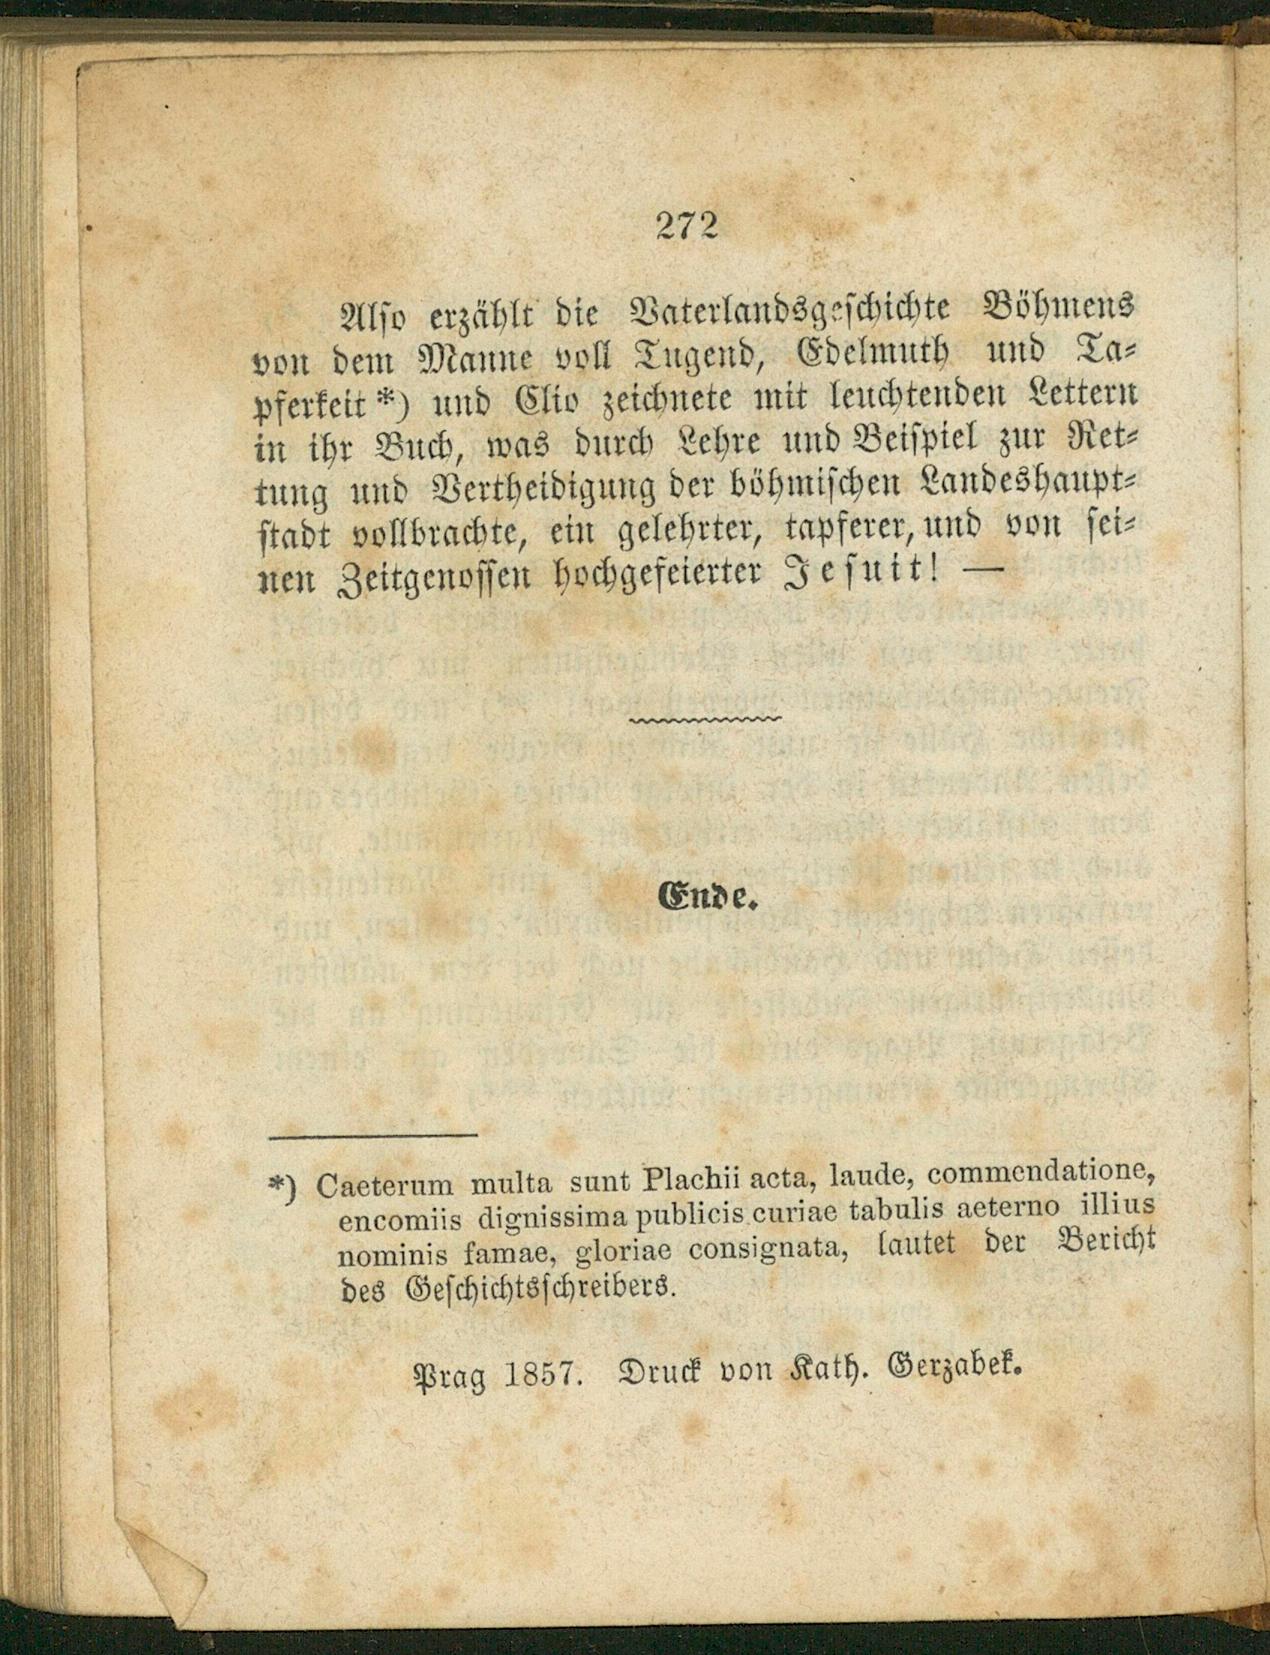 272
Also erzählt die Vaterlandsgeschichte Böhmens
von dem Manne voll Tugend, Edelmuth und Ta⸗
pferkeit *) und Clio zeichnete mit leuchtenden Lettern
in ihr Buch, was durch Lehre und Beispiel zur Ret⸗
tung und Vertheidigung der böhmischen Landeshaupt⸗
stadt vollbrachte, ein gelehrter, tapferer, und von sei⸗
nen Zeitgenossen hochgefeierter Jesuit! —
Ende.
*) Caeterum multa sunt Plachii acta, laude, commendatione,
encomiis dignissima publicis curiae tabulis aeterno illius
nominis famae, gloriae consignata, lautet der Bericht
des Geschichtsschreibers.
Prag 1857. Druck von Kath. Gerzabek.